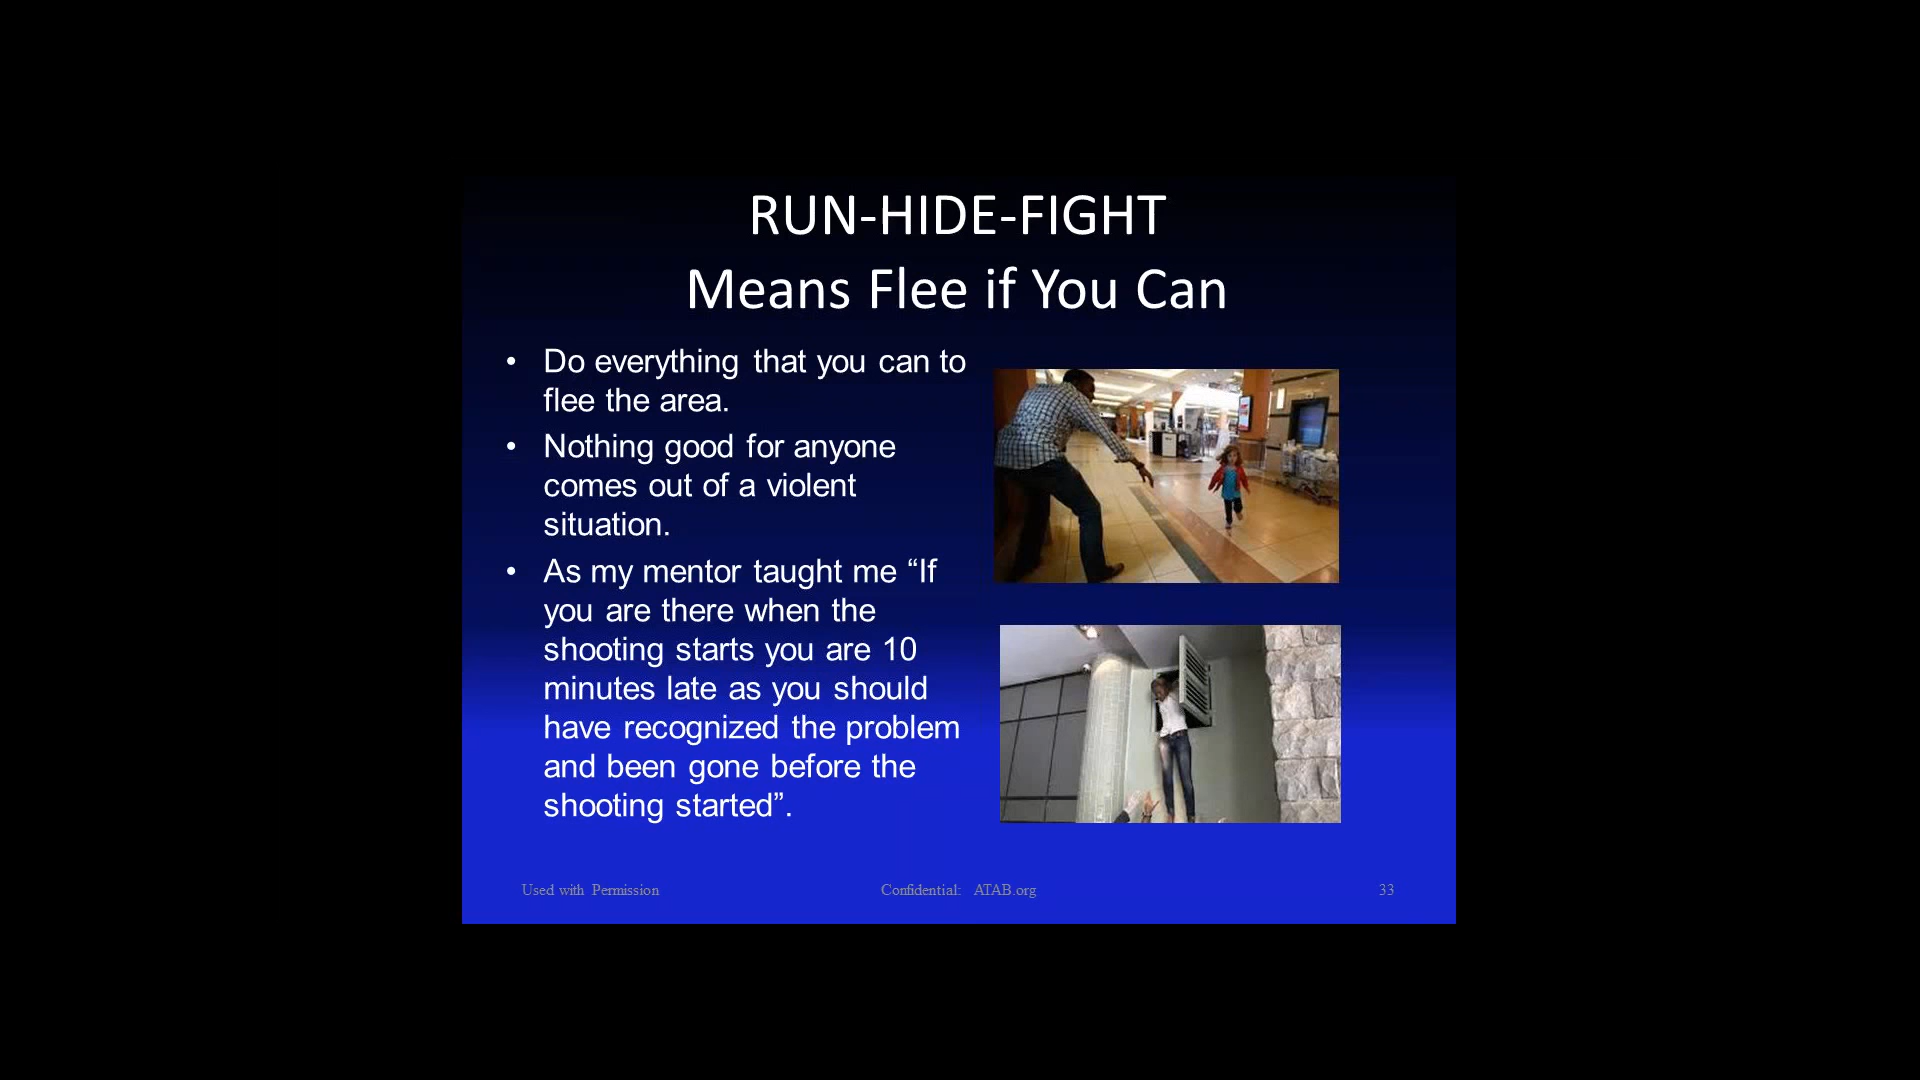 RUN-HIDE-FIGHT
Means Flee if You Can
• Do everything that you can to
flee the area.
• Nothing good for anyone
comes out of a violent
situation.
• As my mentor taught me “If
you are there when the
shooting starts you are 10
minutes late as you should
have recognized the problem
and been gone before the
shooting started”.
Used with Permission
Confidential: ATAB.org
33